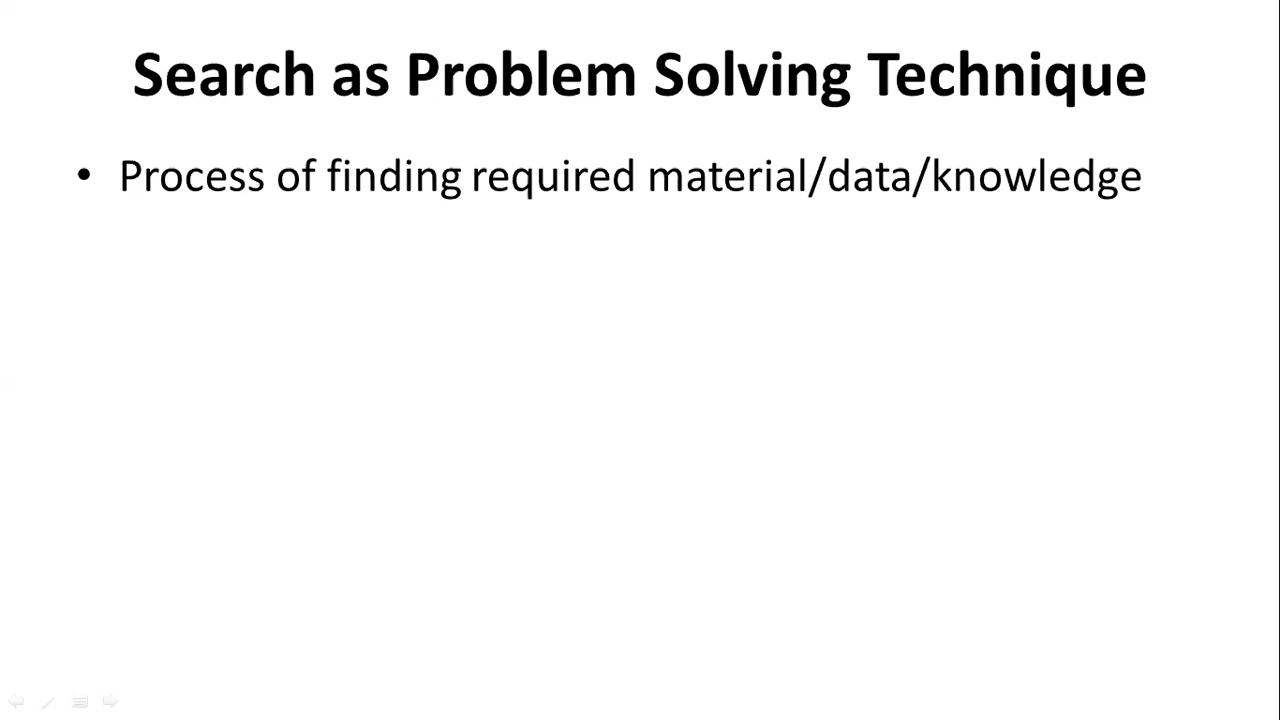 Search as Problem Solving Technique
• Process of finding required material/data/knowledge